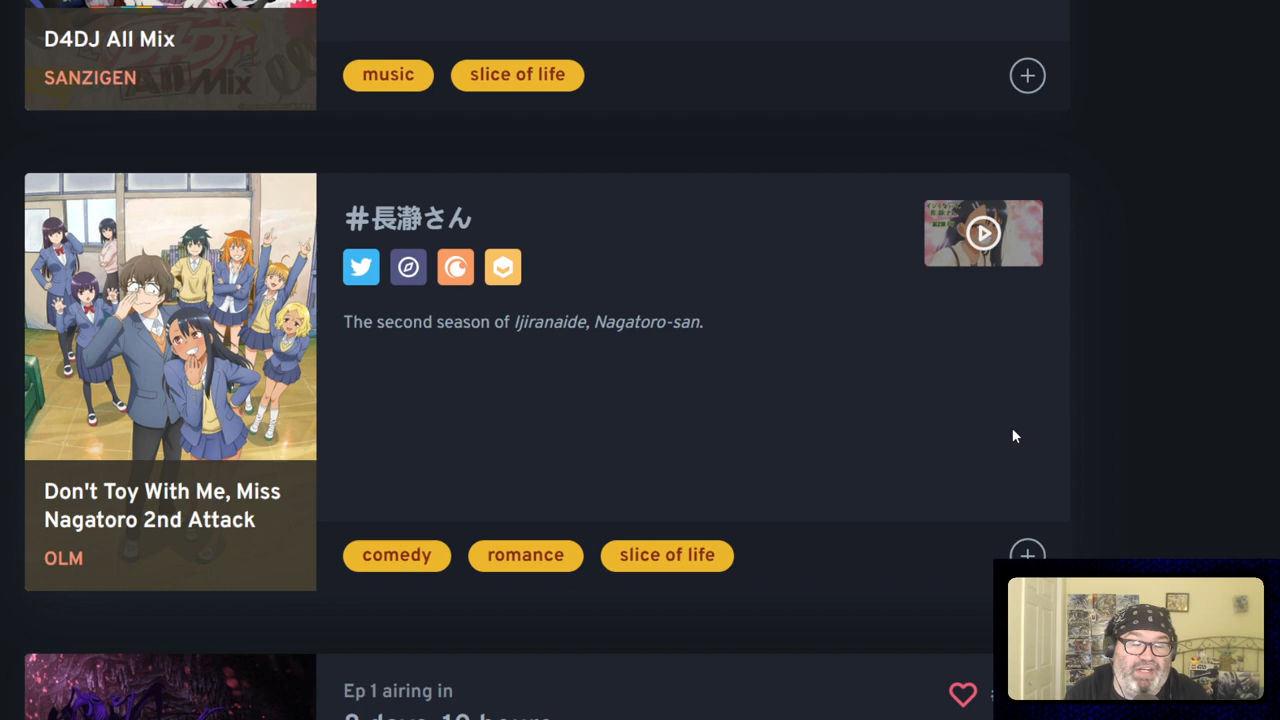 D4DJ All Mix
SANZIGEN
music
slice of life
#長瀞さん
The second season of Ijiranaide, Nagatoro-san.
Don't Toy With Me, Miss
Nagatoro 2nd Attack
OLM
comedy
romance
slice of life
Ep 1 airing in